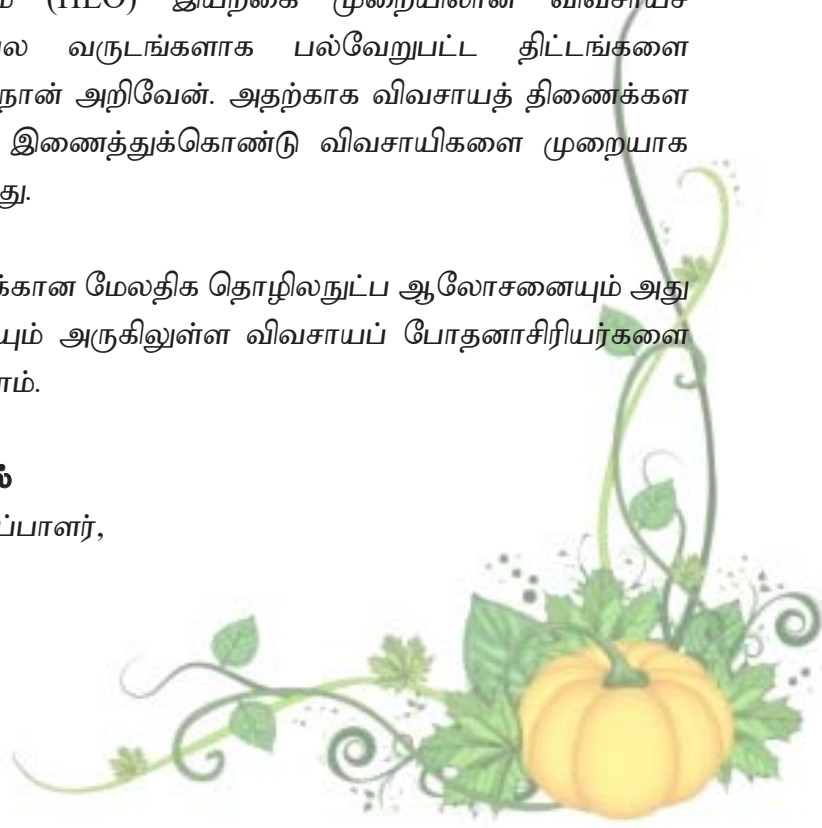 (HEO) இயற்கை முறையிலான விவசாயச்
ல வருடங்களாக பல்வேறுபட்ட திட்டங்களை
நான் அறிவேன். அதற்காக விவசாயத் திணைக்கள
இணைத்துக்கொண்டு விவசாயிகளை முறையாக
து.
க்கான மேலதிக தொழிலநுட்ப ஆலோசனையும் அது
யும் அருகிலுள்ள விவசாயப் போதனாசிரியர்களை
ாம்.
ல்
ப்பாளர்,